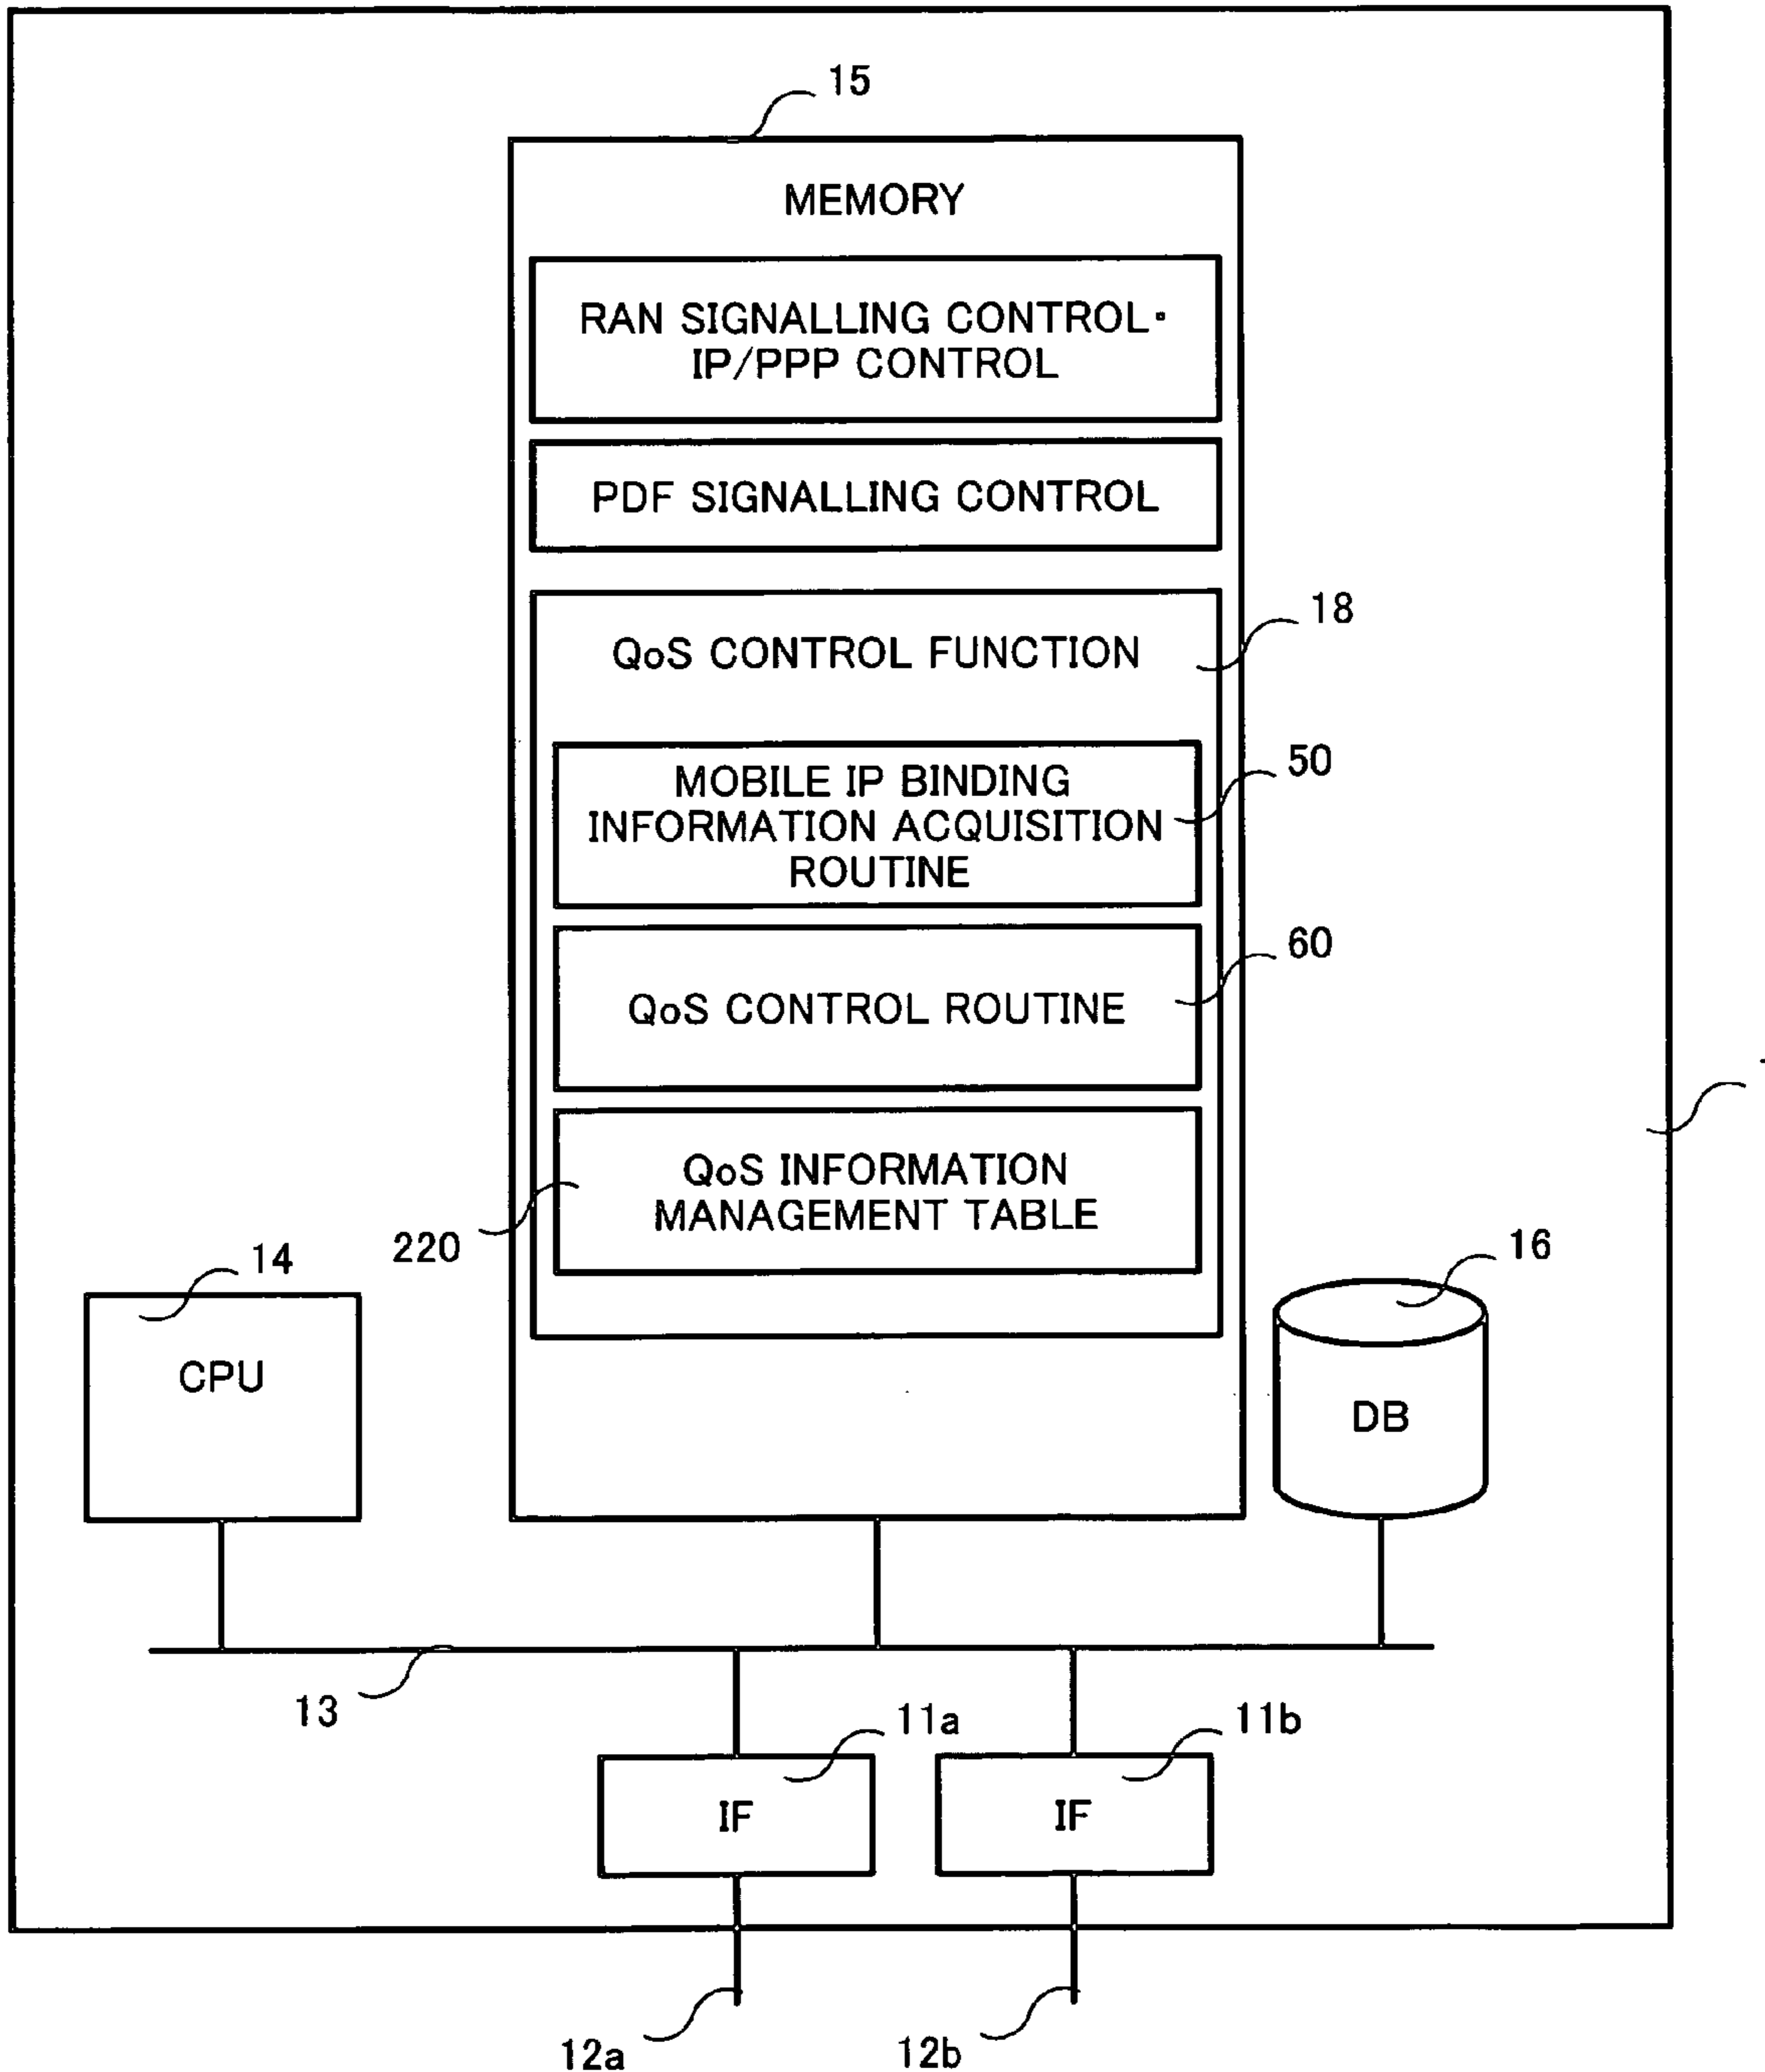 15
MEMORY
RAN SIGNALLING CONTROL·
IP/PPP CONTROL
PDF SIGNALLING CONTROL
18
QoS CONTROL FUNCTION
50
MOBILE IP BINDING
INFORMATION ACQUISITION
ROUTINE
60
QoS CONTROL ROUTINE
QoS INFORMATION
MANAGEMENT TABLE
220
14
CPU
16
DB
13
11a
IF
11b
IF
12a
12b